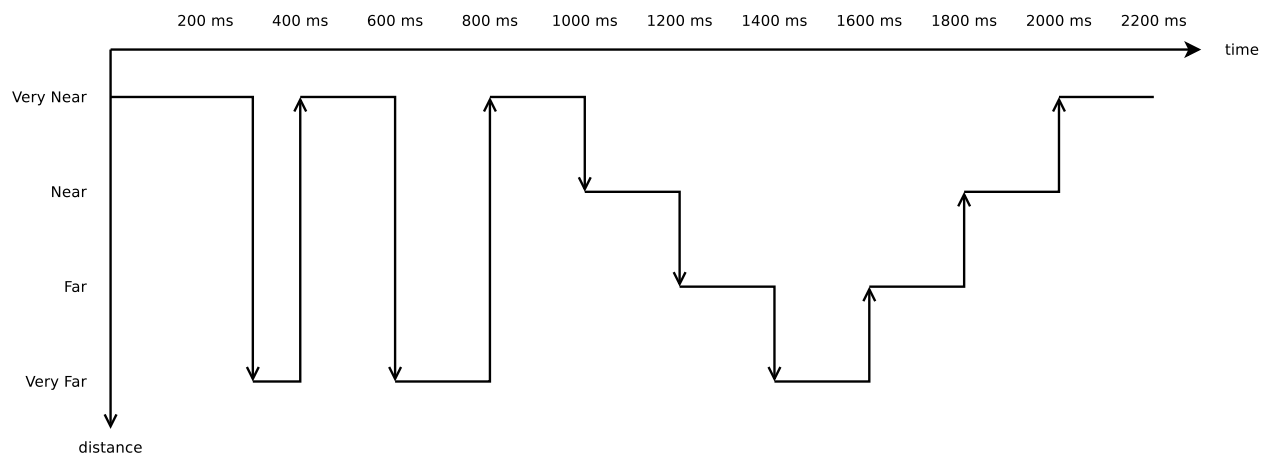 200 ms 400 ms 600 ms 800 ms 1000 ms 1200 ms 1400 ms 1600 ms 1800 ms 2000 ms 2200 ms
time
Very Near
Near
Far
Very Far
distance